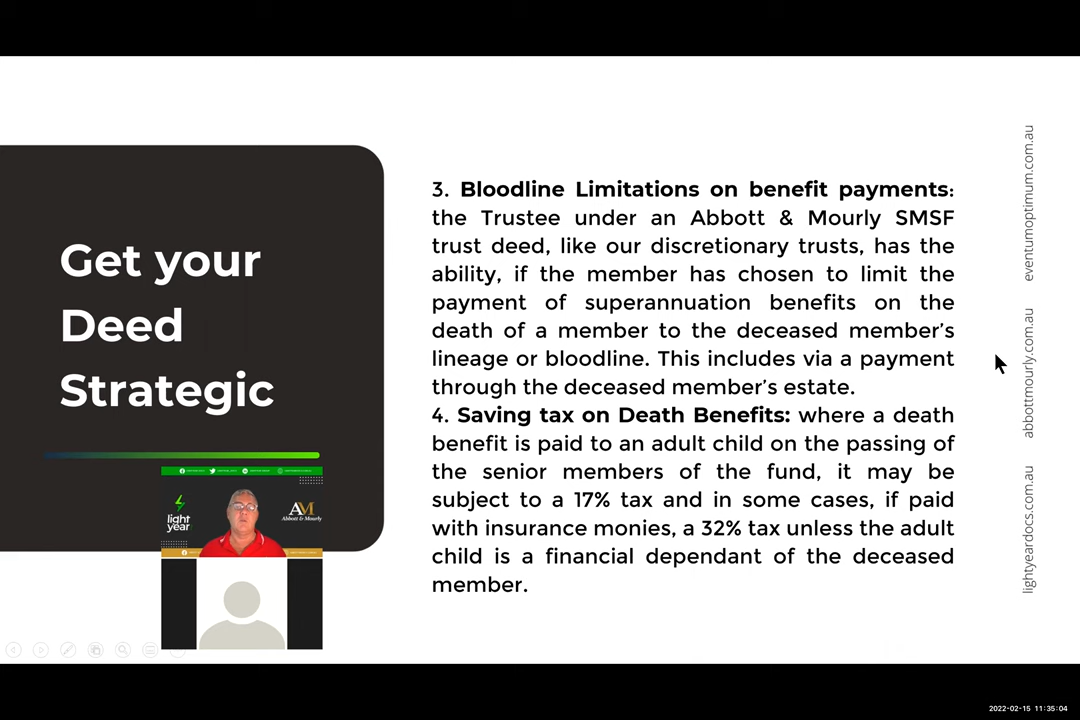 Get your
Deed
Strategic
3. Bloodline Limitations on benefit payments:
the Trustee under an Abbott & Mourly SMSF
trust deed, like our discretionary trusts, has the
ability, if the member has chosen to limit the
payment of superannuation benefits on the
death of a member to the deceased member's
lineage or bloodline. This includes via a payment
through the deceased member's estate.
4. Saving tax on Death Benefits: where a death
benefit is paid to an adult child on the passing of
the senior members of the fund, it may be
subject to a 17% tax and in some cases, if paid
with insurance monies, a 32% tax unless the adult
child is a financial dependant of the deceased
member.
lightyeardocs.com.au
abbottmourly.com.au
eventumoptimum.com.au
light
year
AM
Abbott & Mourly
2022-02-15 11:35:04